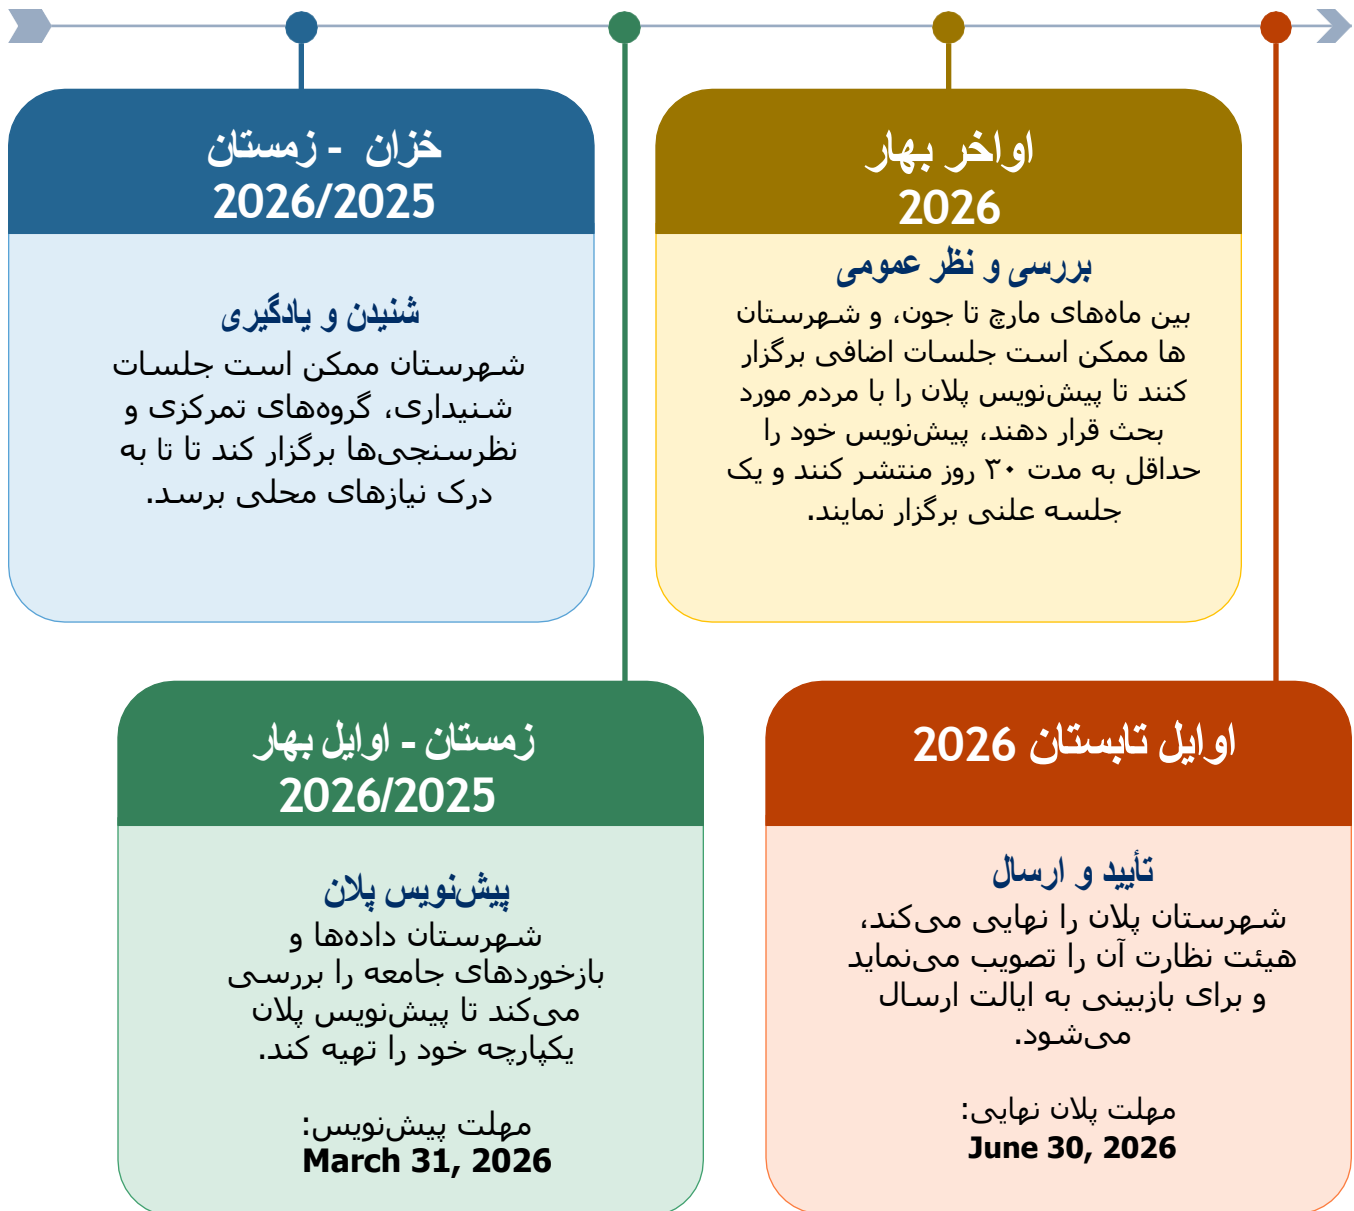 خزان - زمستان
2026/2025
شنیدن و یادگیری
شهرستان ممکن است جلسات
شنیداری، گروه‌های تمرکزی و
نظرسنجی‌ها برگزار کند تا تا به
درک نیازهای محلی برسد.
زمستان - اوایل بهار
2026/2025
پیش‌نویس پلان
شهرستان داده‌ها و
بازخوردهای جامعه را بررسی
می‌کند تا پیش‌نویس پلان
یکپارچه خود را تهیه کند.
مهلت پیش‌نویس:
March 31, 2026
اواخر بهار
2026
بررسی و نظر عمومی
بین ماه‌های مارچ تا جون، و شهرستان
ها ممکن است جلسات اضافی برگزار
کنند تا پیش‌نویس پلان را با مردم مورد
بحث قرار دهند، پیش‌نویس خود را
حداقل به مدت ۳۰ روز منتشر کنند و یک
جلسه علنی برگزار نمایند.
اوایل تابستان 2026
تأیید و ارسال
شهرستان پلان را نهایی می‌کند،
هیئت نظارت آن را تصویب می‌نماید
و برای بازبینی به ایالت ارسال
می‌شود.
مهلت پلان نهایی:
June 30, 2026